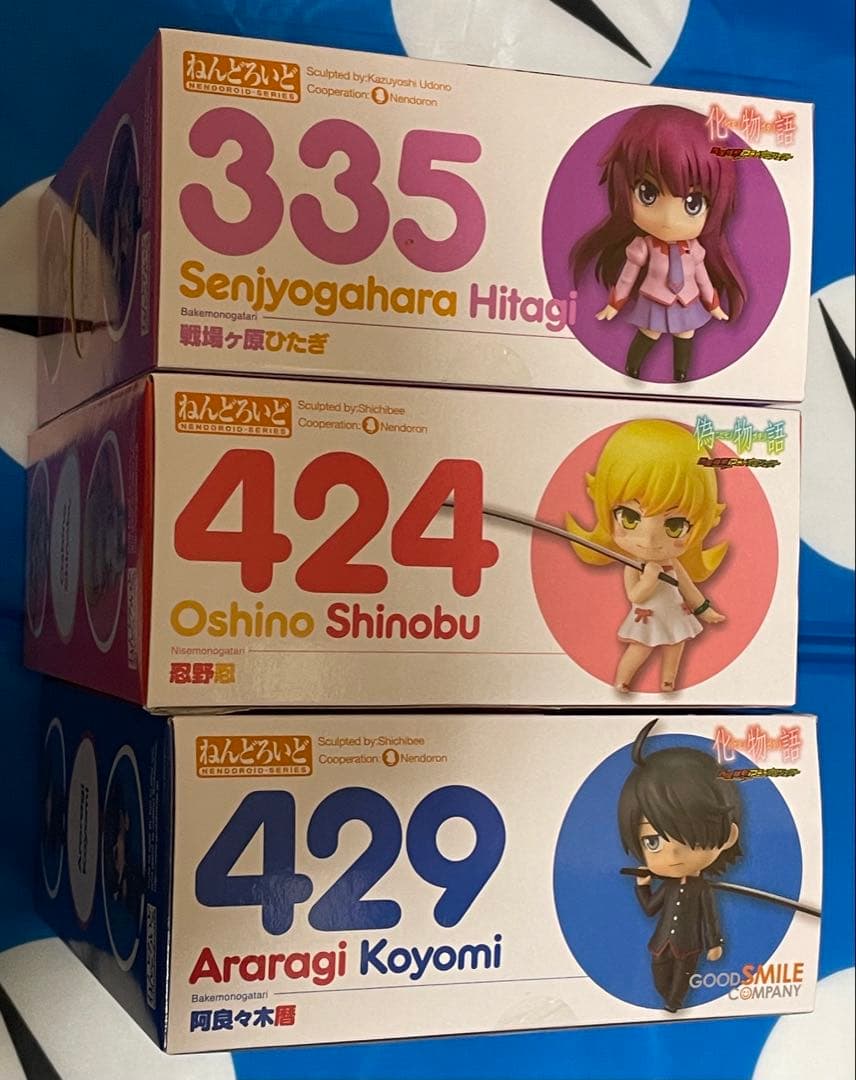 ねんどろいど
NENDOROID-SERIES
Sculpted by:Kazuyoshi Udono
Cooperation: Nendoron
335
Senjyogahara Hitagi
Bakemonogatari
戦場ヶ原ひたぎ
化物語
ねんどろいど
NENDOROID-SERIES
Sculpted by:Shichibee
Cooperation: Nendoron
424
Oshino Shinobu
Nisemonogatari
忍野忍
偽物語
ねんどろいど
NENDOROID-SERIES
Sculpted by:Shichibee
Cooperation: Nendoron
429
Araragi Koyomi
Bakemonogatari
阿良々木暦
化物語
GOOD SMILE
COMPANY